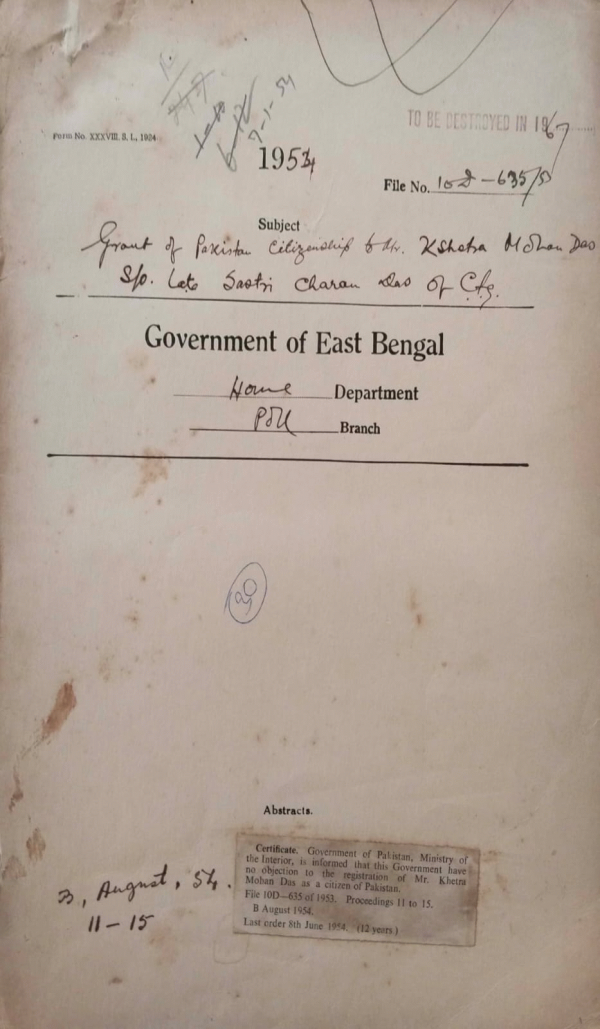 7-1-54
TO BE DESTROYED IN 1967
Form No. XXXVIII. S. I., 1924
1954
File No. 10D-635/53
Subject
Grant of Pakistan Citizenship to Mr. Kshetra Mohan Das
S/o. Late Charan Das of Ctg.
Government of East Bengal
Home Department
Poll Branch
Abstracts.
B, August, 54.
11-15
Certificate. Government of Pakistan, Ministry of
the Interior, is informed that this Government have
no objection to the registration of Mr. Khetra
Mohan Das as a citizen of Pakistan.
File 10D—635 of 1953. Proceedings 11 to 15.
B August 1954.
Last order 8th June 1954. (12 years.)